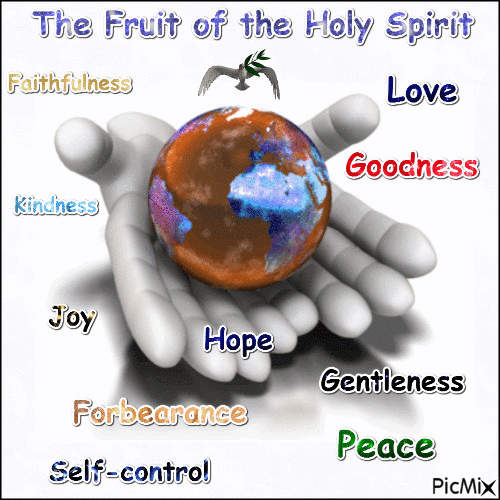 The Fruit of the Holy Spirit
Faithfulness
Love
Goodness
Kindness
Joy
Hope
Gentleness
Forbearance
Peace
Self-control
PicMix